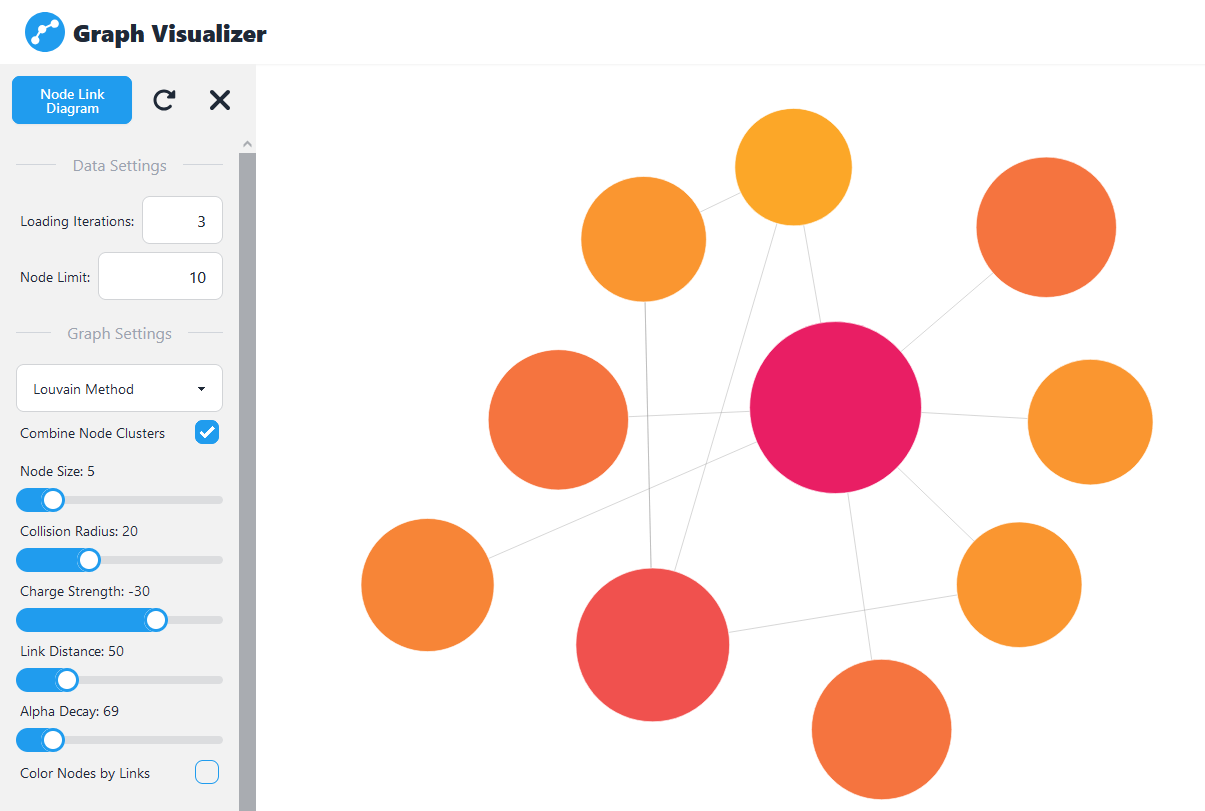 Graph Visualizer
Node Link
Diagram
Data Settings
Loading Iterations: 3
Node Limit: 10
Graph Settings
Louvain Method
Combine Node Clusters
Node Size: 5
Collision Radius: 20
Charge Strength: -30
Link Distance: 50
Alpha Decay: 69
Color Nodes by Links